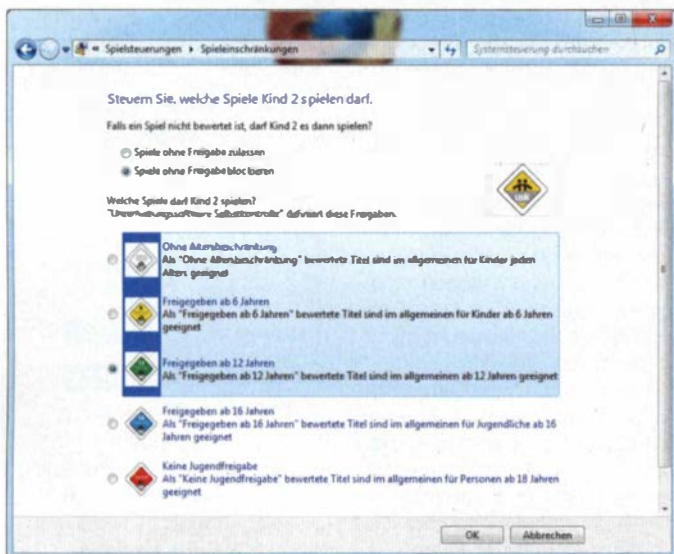 « Spielsteuerungen ▸ Spieleinschränkungen
Systemsteuerung durchsuchen
Steuern Sie, welche Spiele Kind 2 spielen darf.
Falls ein Spiel nicht bewertet ist, darf Kind 2 es dann spielen?
Spiele ohne Freigabe zulassen
Spiele ohne Freigabe blockieren
Welche Spiele darf Kind 2 spielen?
"Unterhaltungssoftware Selbstkontrolle" definiert diese Freigaben.
USK
Ohne Altersbeschränkung
Als "Ohne Altersbeschränkung" bewertete Titel sind im allgemeinen für Kinder jeden
Alters geeignet
Freigegeben ab 6 Jahren
Als "Freigegeben ab 6 Jahren" bewertete Titel sind im allgemeinen für Kinder ab 6 Jahren
geeignet
Freigegeben ab 12 Jahren
Als "Freigegeben ab 12 Jahren" bewertete Titel sind im allgemeinen ab 12 Jahren geeignet
Freigegeben ab 16 Jahren
Als "Freigegeben ab 16 Jahren" bewertete Titel sind im allgemeinen für Jugendliche ab 16
Jahren geeignet
Keine Jugendfreigabe
Als "Keine Jugendfreigabe" bewertete Titel sind im allgemeinen für Personen ab 18 Jahren
geeignet
OK
Abbrechen